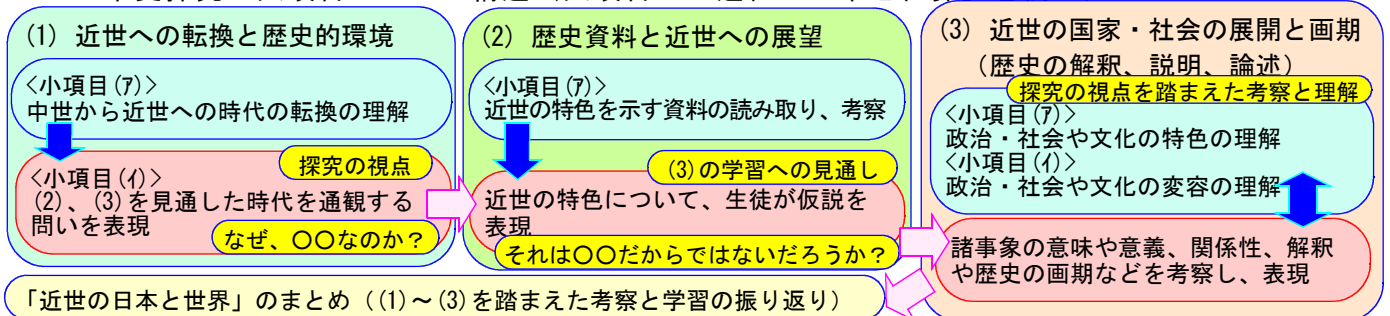 (1) 近世への転換と歴史的環境
<小項目(ｱ)>
中世から近世への時代の転換の理解
探究の視点
<小項目(ｲ)>
(2)、(3)を見通した時代を通観する
問いを表現
なぜ、○○なのか？
(2) 歴史資料と近世への展望
<小項目(ｱ)>
近世の特色を示す資料の読み取り、考察
(3)の学習への見通し
近世の特色について、生徒が仮説を
表現
それは○○だからではないだろうか？
(3) 近世の国家・社会の展開と画期
（歴史の解釈、説明、論述）
探究の視点を踏まえた考察と理解
<小項目(ｱ)>
政治・社会や文化の特色の理解
<小項目(ｲ)>
政治・社会や文化の変容の理解
諸事象の意味や意義、関係性、解釈
や歴史の画期などを考察し、表現
「近世の日本と世界」のまとめ（(1)～(3)を踏まえた考察と学習の振り返り）